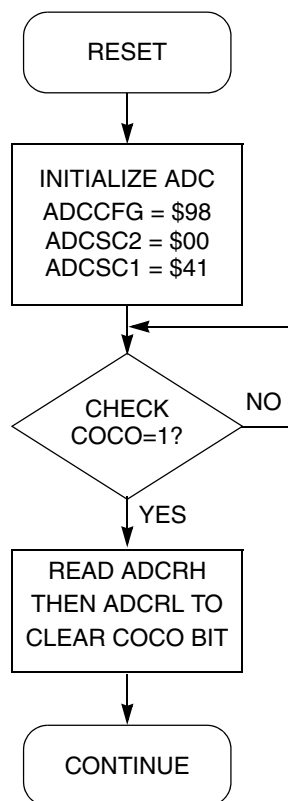 RESET
INITIALIZE ADC
ADCCFG = $98
ADCSC2 = $00
ADCSC1 = $41
CHECK
COCO=1?
NO
YES
READ ADCRH
THEN ADCRL TO
CLEAR COCO BIT
CONTINUE